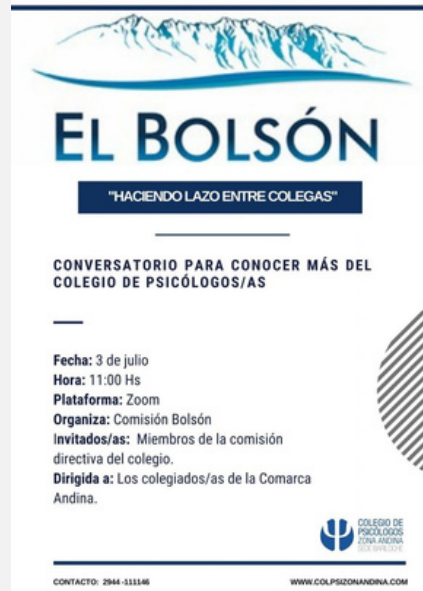 EL BOLSÓN
"HACIENDO LAZO ENTRE COLEGAS"
CONVERSATORIO PARA CONOCER MÁS DEL
COLEGIO DE PSICÓLOGOS/AS
Fecha: 3 de julio
Hora: 11:00 Hs
Plataforma: Zoom
Organiza: Comisión Bolsón
Invitados/as: Miembros de la comisión
directiva del colegio.
Dirigida a: Los colegiados/as de la Comarca
Andina.
COLEGIO DE
PSICÓLOGOS
ZONA ANDINA
SEDE BARILOCHE
CONTACTO: 2944 -111146
WWW.COLPSIZONANDINA.COM